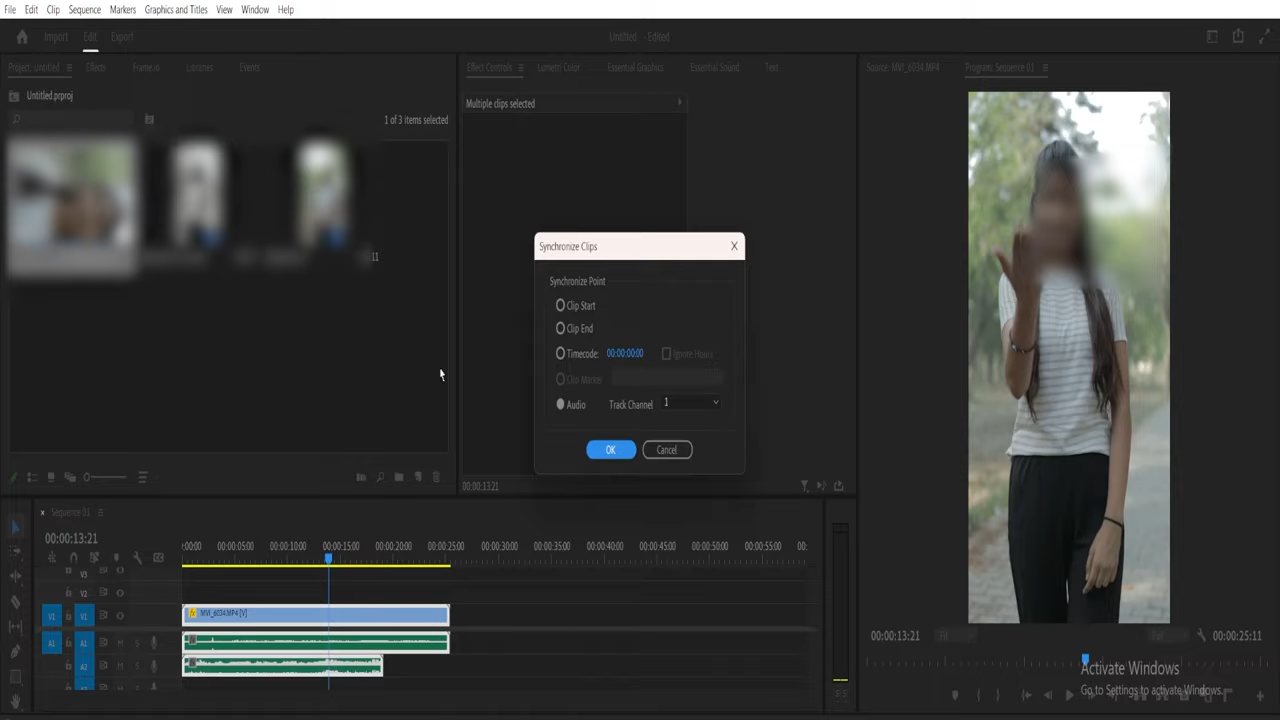 File Edit Clip Sequence Markers Graphics and Titles View Window Help
Import Edit Export
Untitled - Edited
Project: untitled Effects Frame.io Libraries Events
Effect Controls Lumetri Color Essential Graphics Essential Sound Text
Source: MVI_6034.MP4 Program: Sequence 01
Untitled.prproj
Multiple clips selected
1 of 3 items selected
11
Synchronize Clips X
Synchronize Point
Clip Start
Clip End
Timecode: 00:00:00:00 Ignore Hours
Clip Marker
Audio Track Channel 1
OK Cancel
00:00:13:21
Sequence 01
00:00:13:21
:00:00 00:00:05:00 00:00:10:00 00:00:15:00 00:00:20:00 00:00:25:00 00:00:30:00 00:00:35:00 00:00:40:00 00:00:45:00 00:00:50:00 00:00:55:00 00:
V3
V2
V1 V1 fx MVI_6034.MP4 [V]
A1 A1 M S
A2 M S
00:00:13:21 Fit Full 00:00:25:11
Activate Windows
Go to Settings to activate Windows.
S S